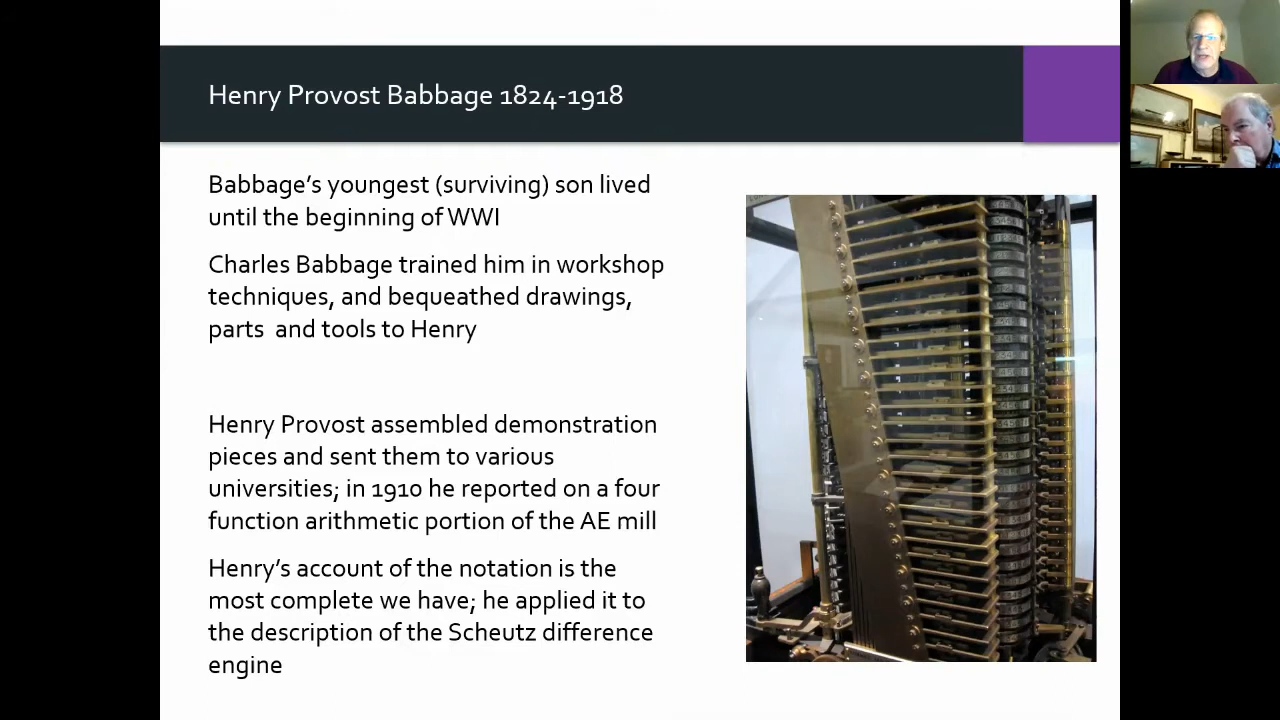 Henry Provost Babbage 1824-1918
Babbage's youngest (surviving) son lived
until the beginning of WWI
Charles Babbage trained him in workshop
techniques, and bequeathed drawings,
parts and tools to Henry
Henry Provost assembled demonstration
pieces and sent them to various
universities; in 1910 he reported on a four
function arithmetic portion of the AE mill
Henry's account of the notation is the
most complete we have; he applied it to
the description of the Scheutz difference
engine